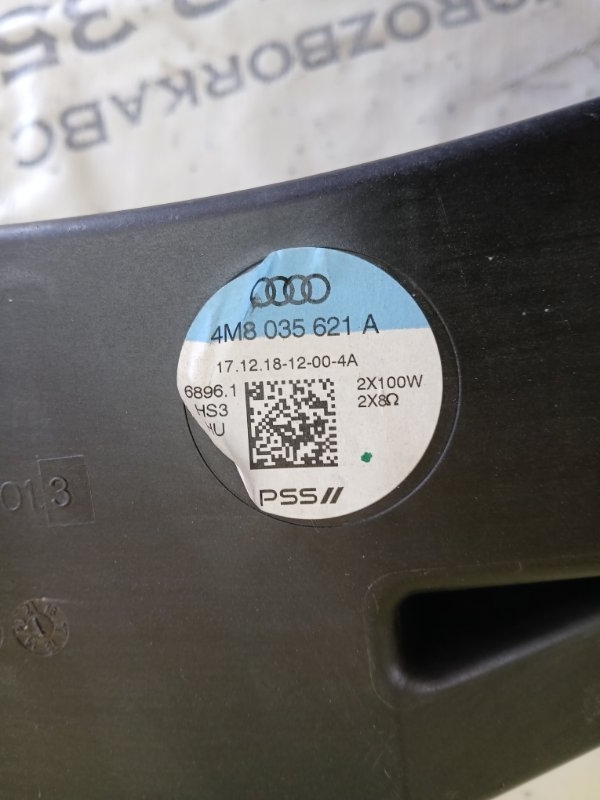 OROZBORKABC
4M8 035 621 A
17.12.18-12-00-4A
6896.1
HS3
2X100W
2X8Ω
PSS//
013